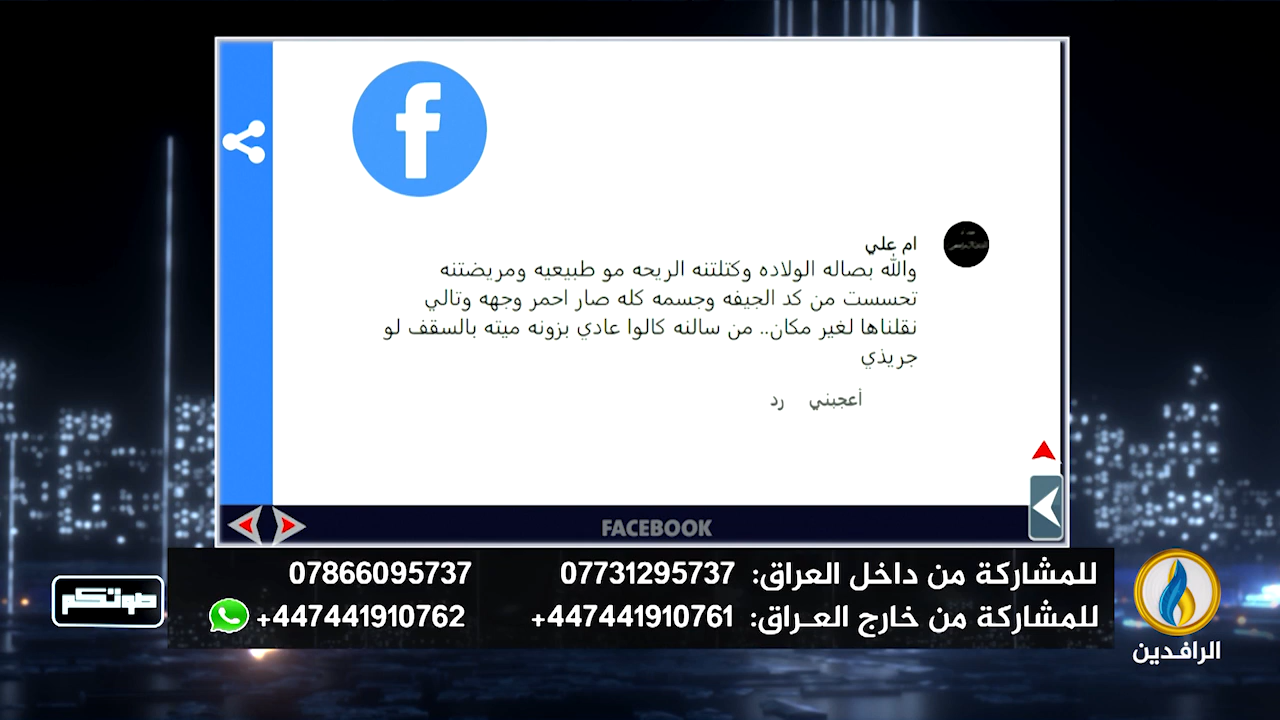 ام علي
والله بصاله الولاده وكتلتنه الريحه مو طبيعيه ومريضتنه
تحسست من كد الجيفه وجسمه كله صار احمر وجهه وتالي
نقلناها لغير مكان.. من سالنه كالوا عادي بزونه ميته بالسقف لو
جريذي
أعجبني رد
FACEBOOK
للمشاركة من داخل العراق: 07731295737 07866095737
للمشاركة من خارج العـراق: 447441910761+ 447441910762+
صوتكم
الرافـدين